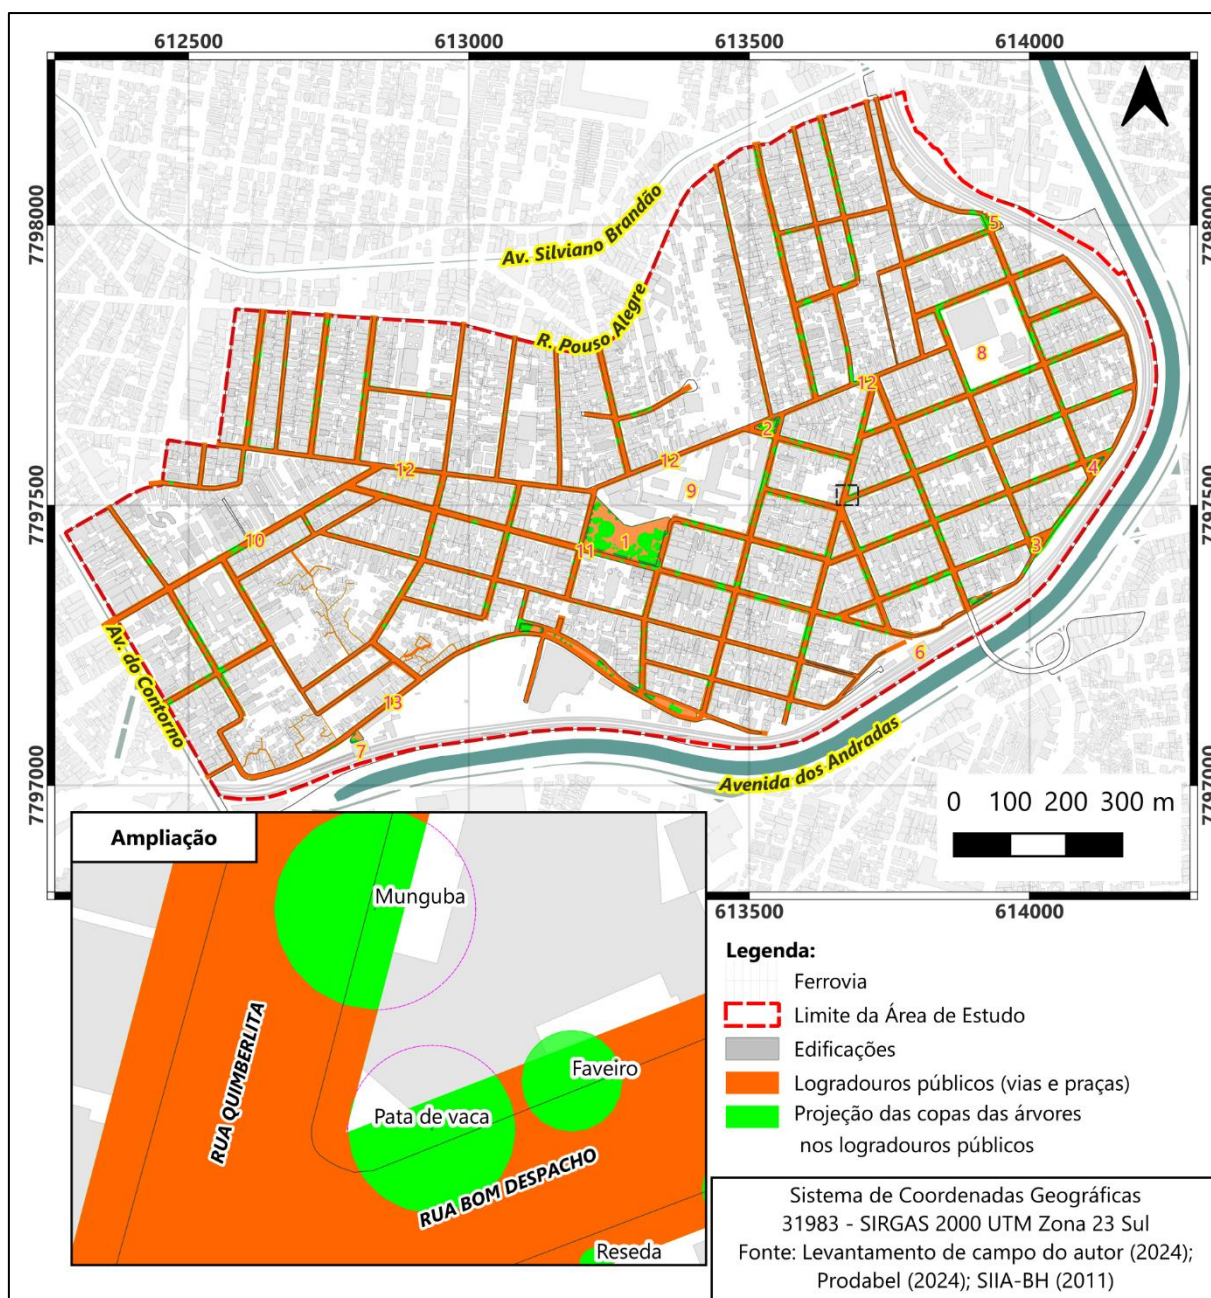 612500
613000
613500
614000
7798000
7798000
Av. Silviano Brandão
R. Pouso Alegre
5
8
12
2
12
12
9
4
7797500
7797500
10
11
1
3
6
Av. do Contorno
13
7
Avenida dos Andradas
7797000
7797000
0 100 200 300 m
613500
614000
Ampliação
Munguba
Faveiro
Pata de vaca
RUA QUIMBERLITA
RUA BOM DESPACHO
Reseda
Legenda:
Ferrovia
Limite da Área de Estudo
Edificações
Logradouros públicos (vias e praças)
Projeção das copas das árvores
nos logradouros públicos
Sistema de Coordenadas Geográficas
31983 - SIRGAS 2000 UTM Zona 23 Sul
Fonte: Levantamento de campo do autor (2024);
Prodabel (2024); SIIA-BH (2011)